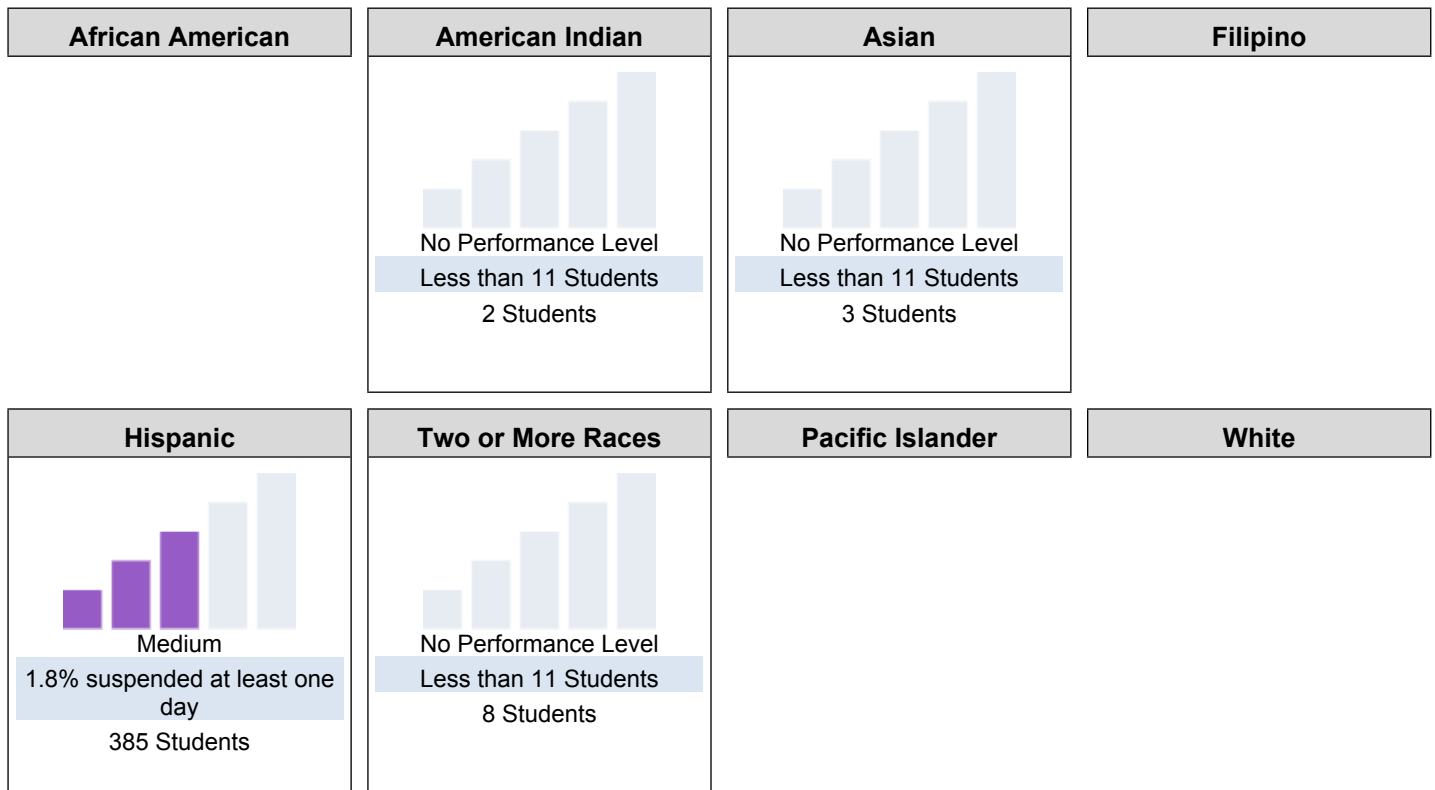 African American
American Indian
Asian
Filipino
No Performance Level
Less than 11 Students
2 Students
No Performance Level
Less than 11 Students
3 Students
Hispanic
Two or More Races
Pacific Islander
White
Medium
1.8% suspended at least one
day
385 Students
No Performance Level
Less than 11 Students
8 Students